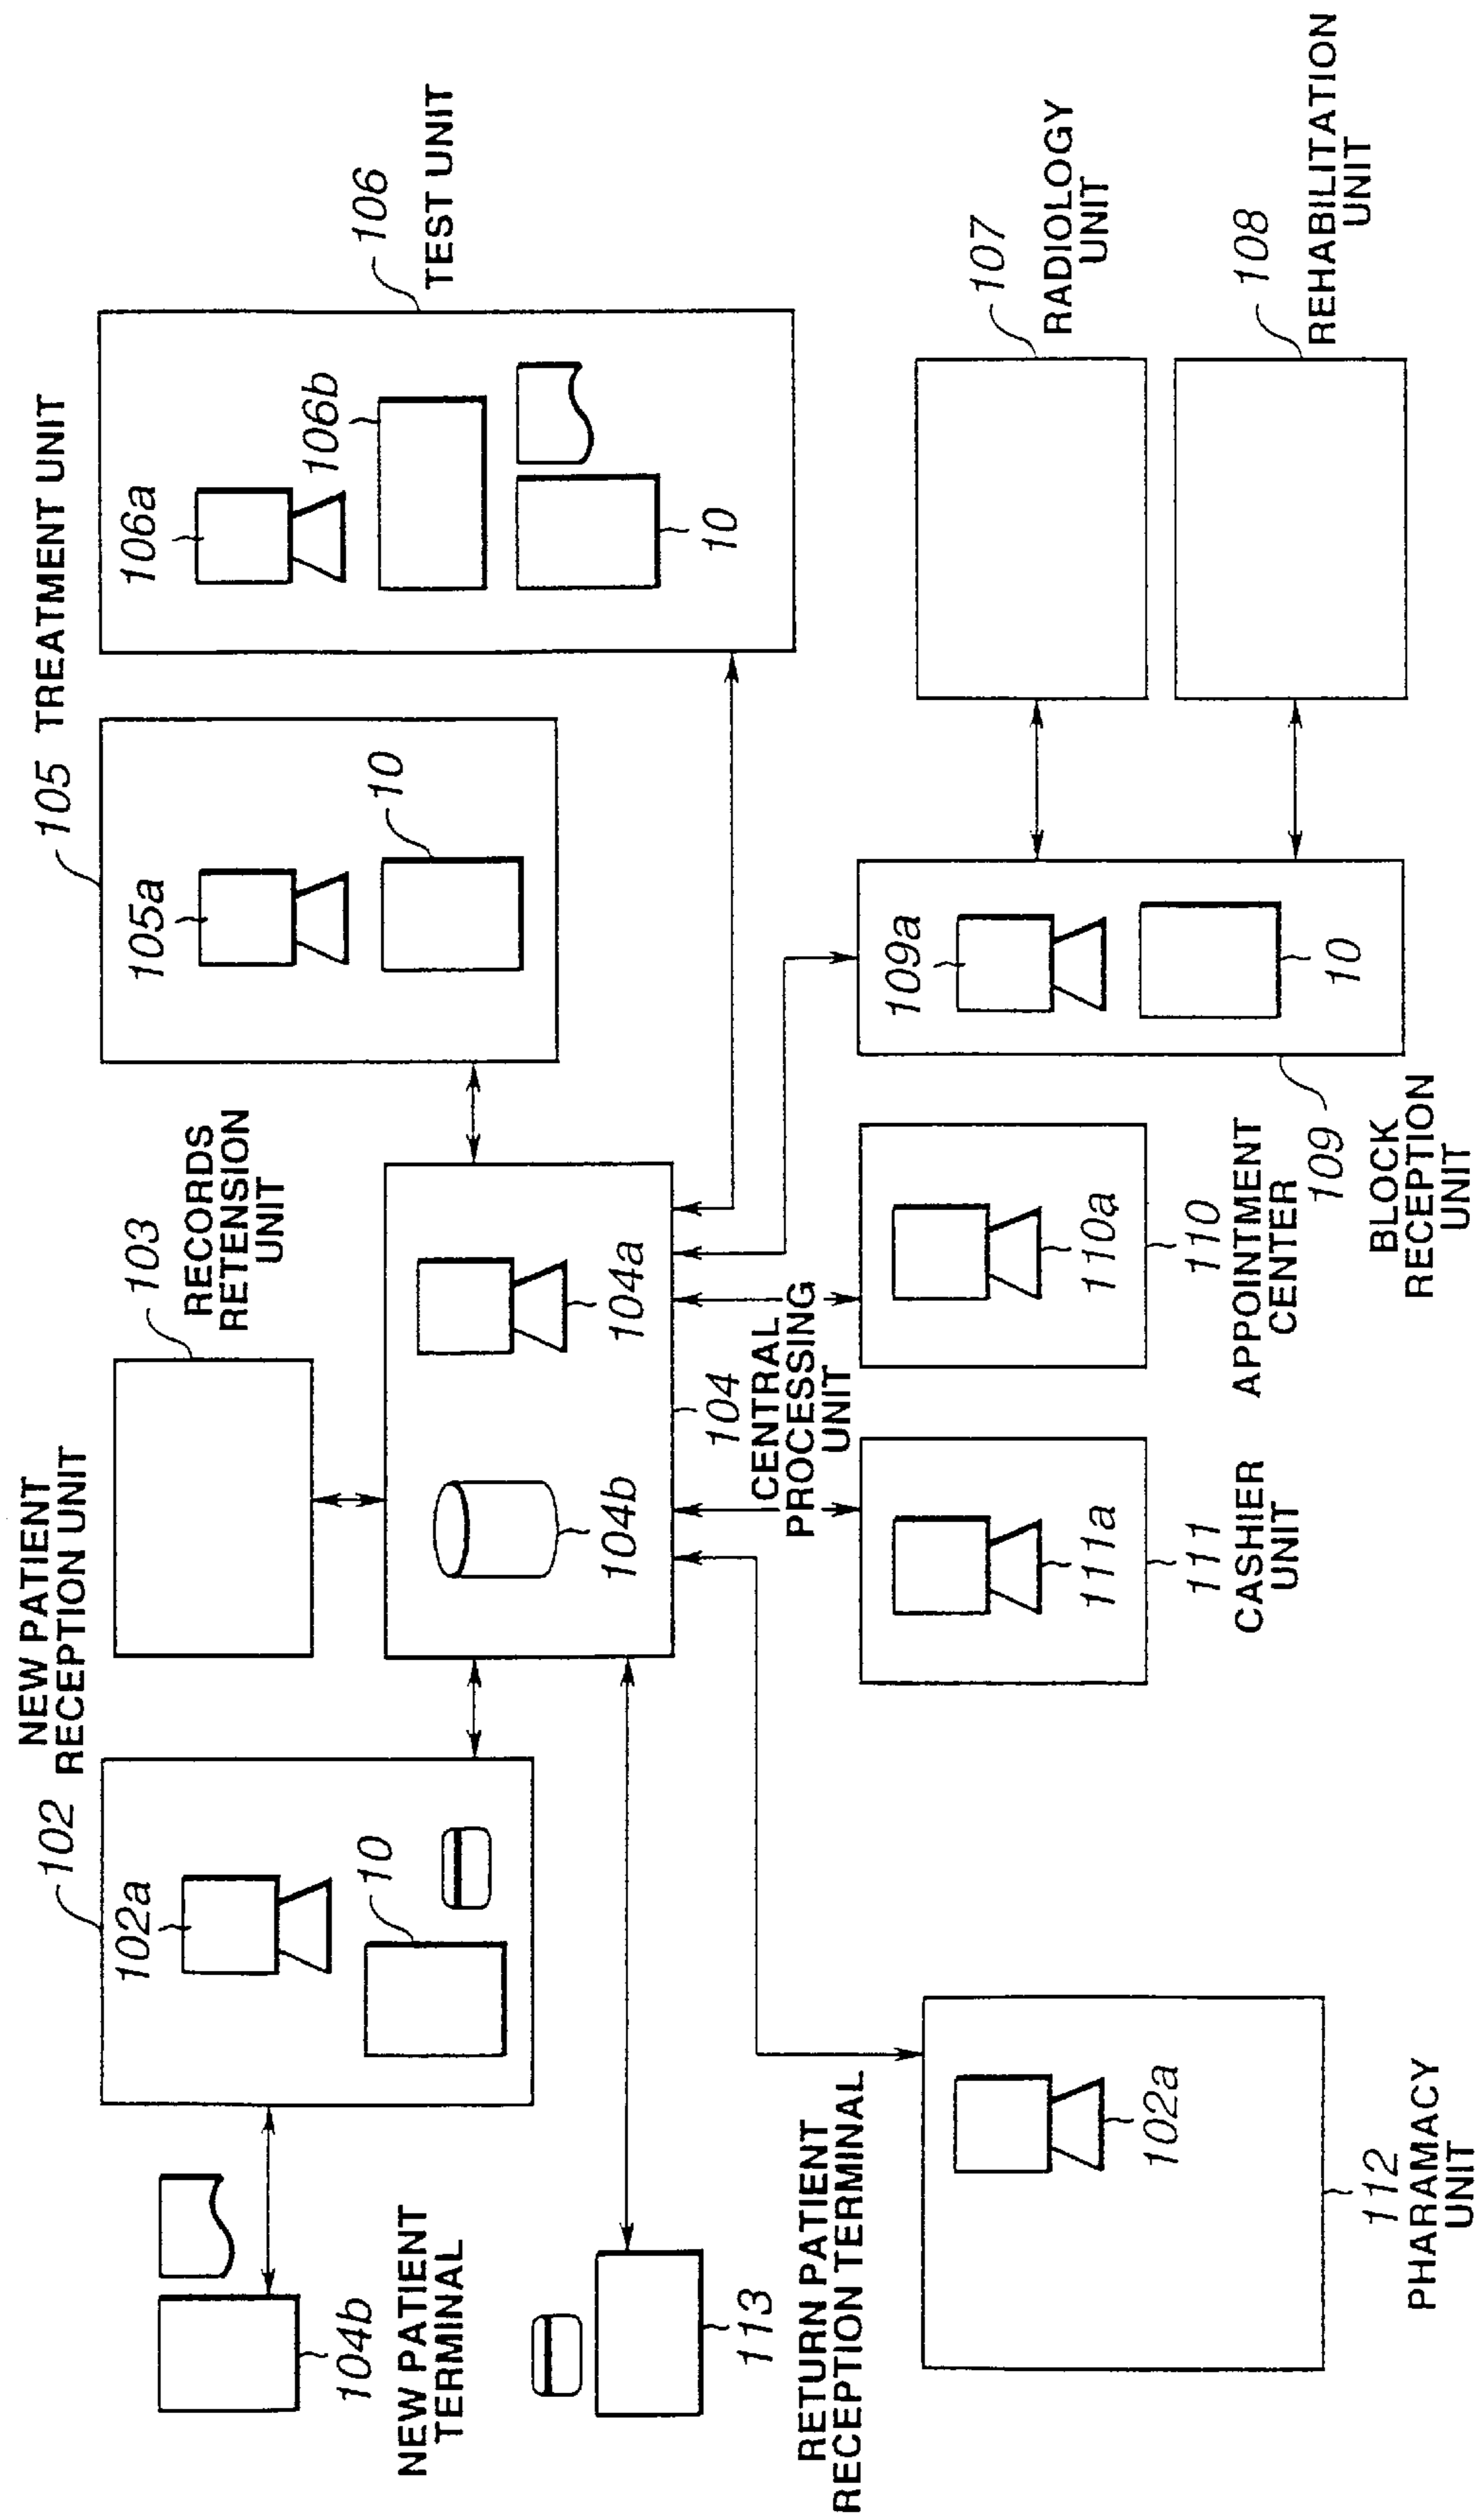 NEW PATIENT
RECEPTION UNIT
102
102a
10
104b
NEW PATIENT
TERMINAL
113
RETURN PATIENT
RECEPTION TERMINAL
103
RECORDS
RETENSION
UNIT
104b
104a
104
CENTRAL
PROCESSING
UNIT
105 TREATMENT UNIT
105a
10
106
TEST UNIT
106a
106b
10
107
RADIOLOGY
UNIT
108
REHABILITATION
UNIT
109a
10
109
BLOCK
RECEPTION
UNIT
110a
110
APPOINTMENT
CENTER
111a
111
CASHIER
UNIT
102a
112
PHARAMACY
UNIT